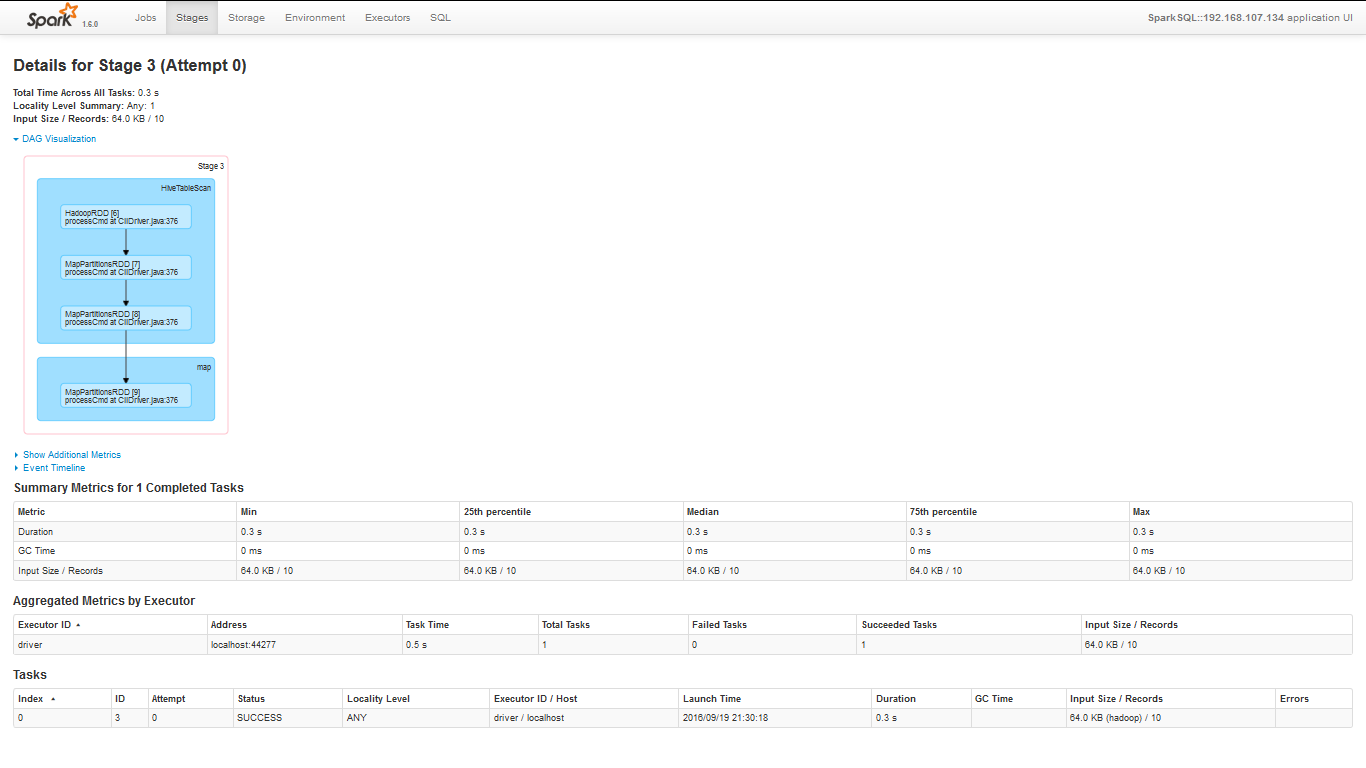 Spark 1.6.0 Jobs Stages Storage Environment Executors SQL SparkSQL::192.168.107.134 application UI
Details for Stage 3 (Attempt 0)
Total Time Across All Tasks: 0.3 s
Locality Level Summary: Any: 1
Input Size / Records: 64.0 KB / 10
DAG Visualization
Stage 3
HiveTableScan
HadoopRDD [6]
processCmd at CliDriver.java:376
MapPartitionsRDD [7]
processCmd at CliDriver.java:376
MapPartitionsRDD [8]
processCmd at CliDriver.java:376
map
MapPartitionsRDD [9]
processCmd at CliDriver.java:376
Show Additional Metrics
Event Timeline
Summary Metrics for 1 Completed Tasks
Metric Min 25th percentile Median 75th percentile Max
Duration 0.3 s 0.3 s 0.3 s 0.3 s 0.3 s
GC Time 0 ms 0 ms 0 ms 0 ms 0 ms
Input Size / Records 64.0 KB / 10 64.0 KB / 10 64.0 KB / 10 64.0 KB / 10 64.0 KB / 10
Aggregated Metrics by Executor
Executor ID Address Task Time Total Tasks Failed Tasks Succeeded Tasks Input Size / Records
driver localhost:44277 0.5 s 1 0 1 64.0 KB / 10
Tasks
Index ID Attempt Status Locality Level Executor ID / Host Launch Time Duration GC Time Input Size / Records Errors
0 3 0 SUCCESS ANY driver / localhost 2016/09/19 21:30:18 0.3 s 64.0 KB (hadoop) / 10